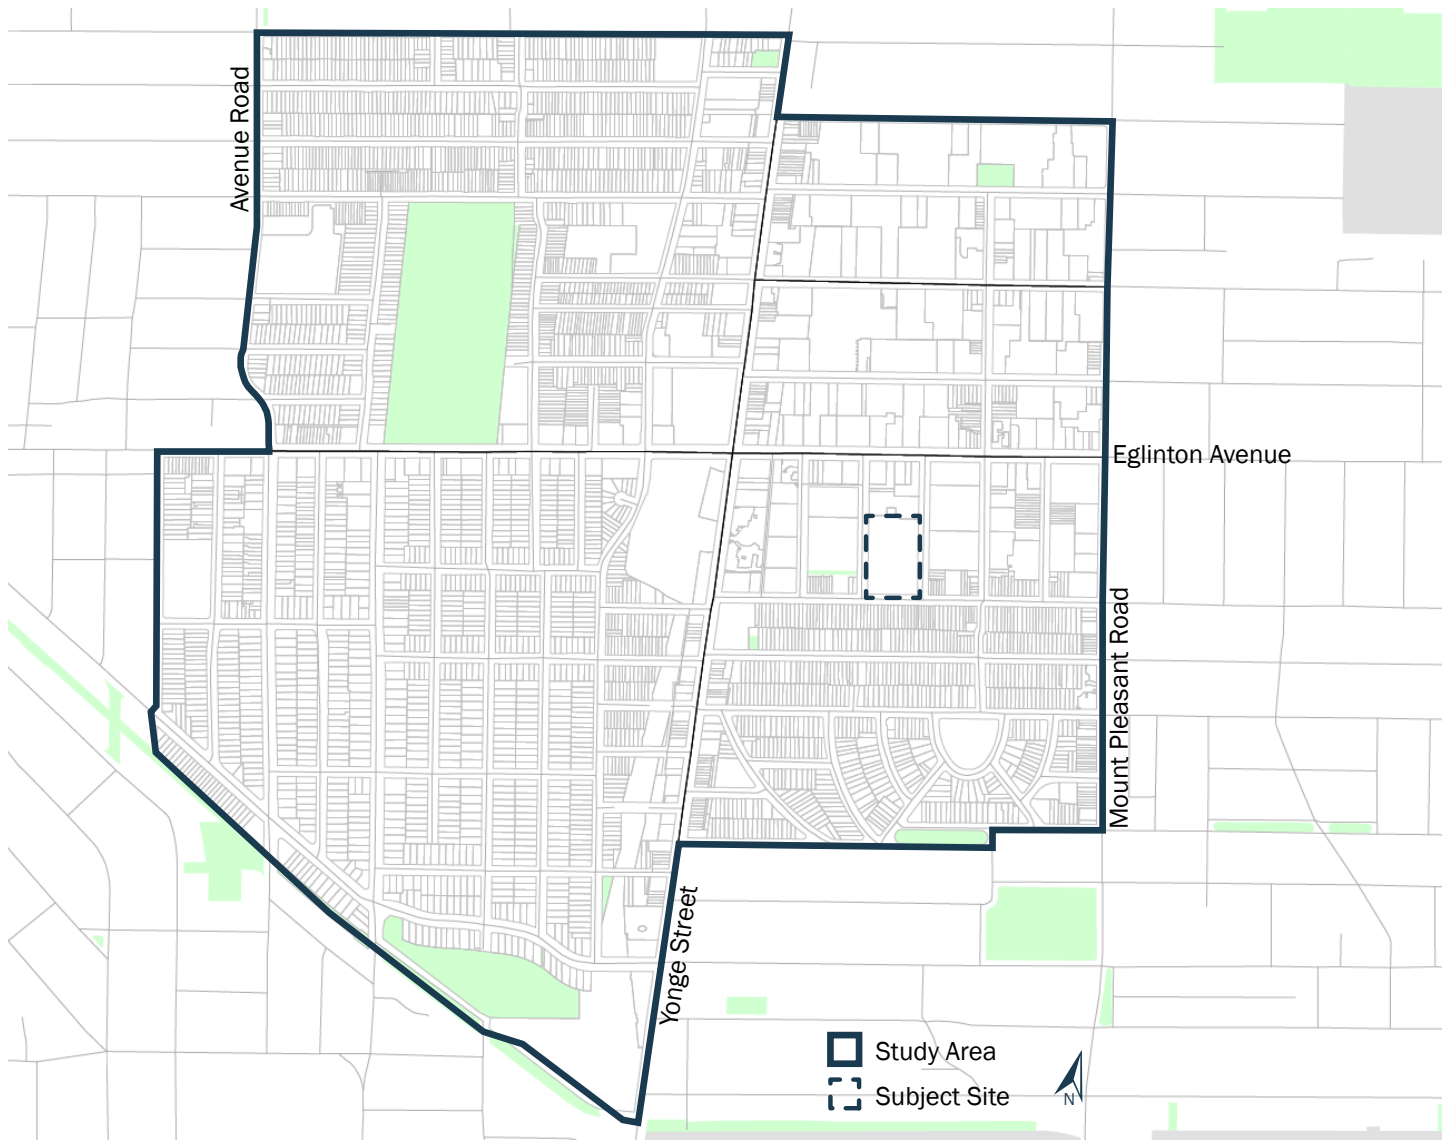 Avenue Road
Eglinton Avenue
Mount Pleasant Road
Yonge Street
Study Area
Subject Site
N